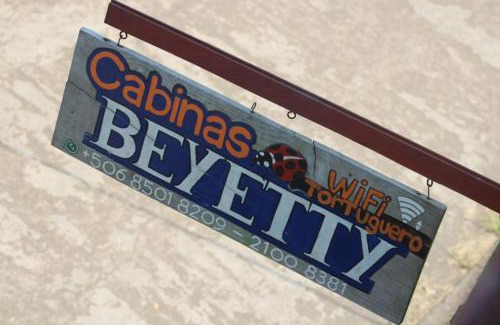 Cabinas
BEYETTY
WiFi
Tortuguero
+506 8501 8209 - 2100 8381